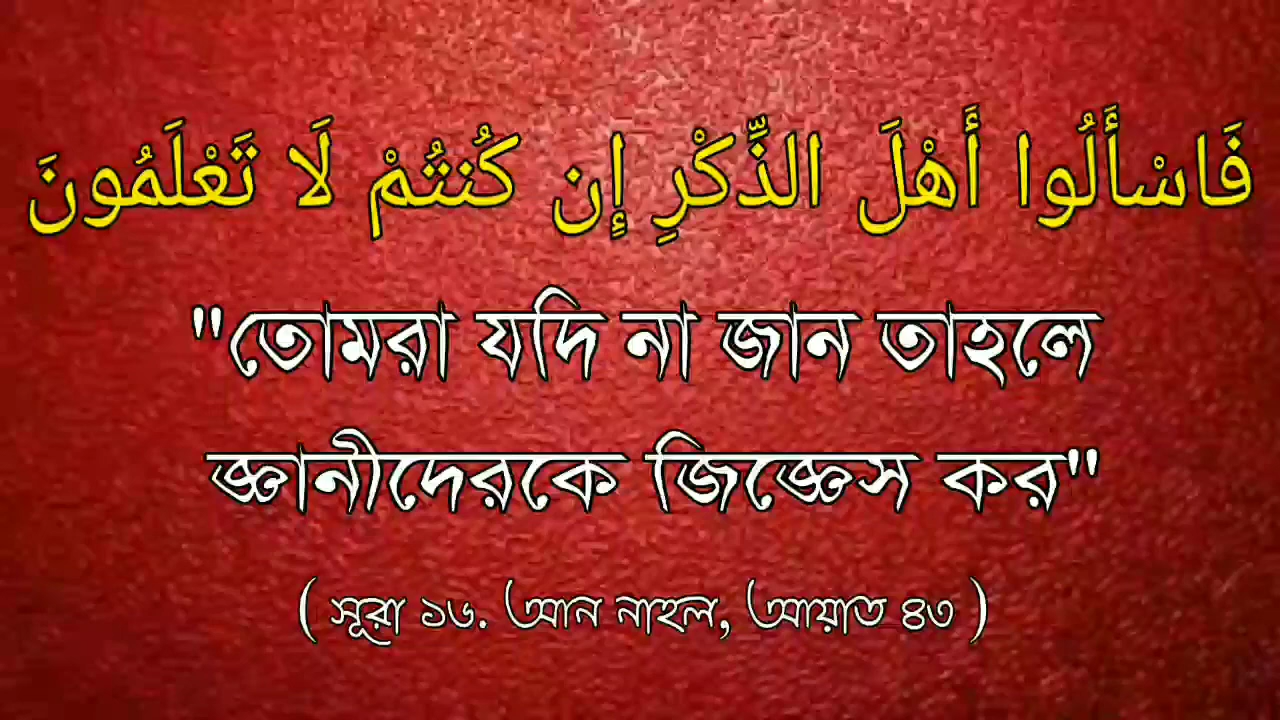 فَاسْأَلُوا أَهْلَ الذِّكْرِ إِن كُنتُمْ لَا تَعْلَمُونَ
"তোমরা যদি না জান তাহলে
জ্ঞানীদেরকে জিজ্ঞেস কর"
( সূরা ১৬. আন নাহল, আয়াত ৪৩ )